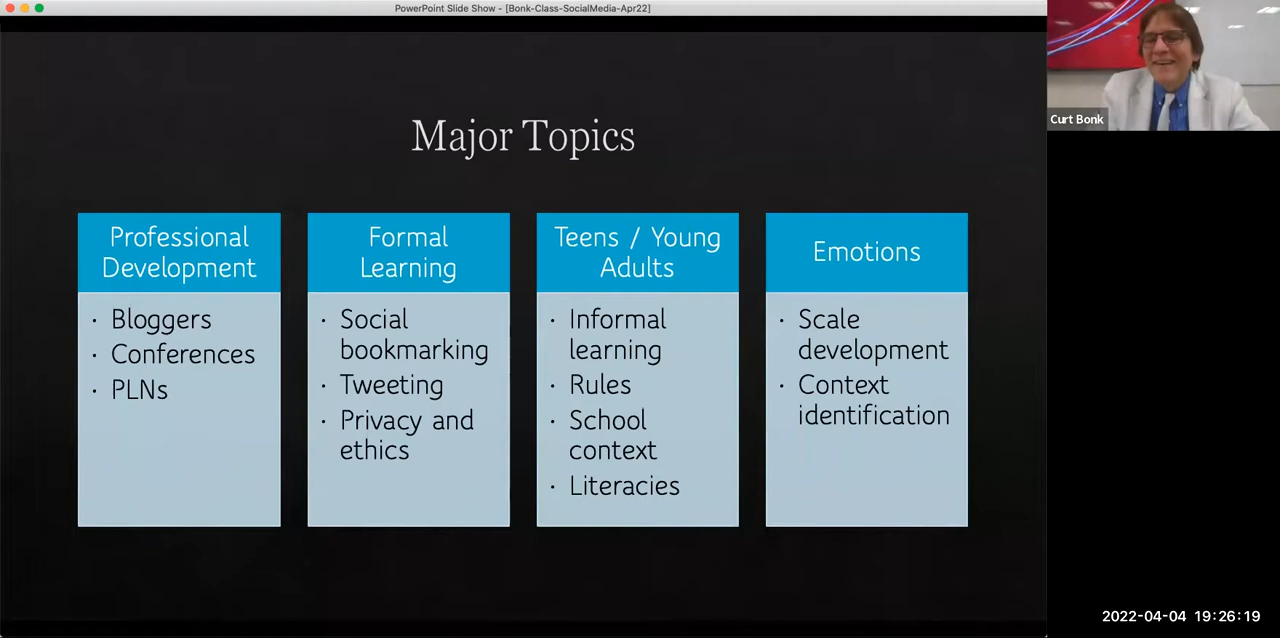 PowerPoint Slide Show - [Bonk-Class-SocialMedia-Apr22]
Curt Bonk
Major Topics
Professional
Development
· Bloggers
· Conferences
· PLNs
Formal
Learning
· Social
bookmarking
· Tweeting
· Privacy and
ethics
Teens / Young
Adults
· Informal
learning
· Rules
· School
context
· Literacies
Emotions
· Scale
development
· Context
identification
2022-04-04 19:26:19